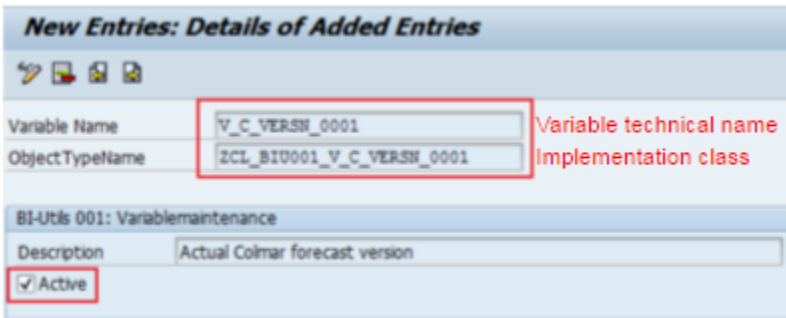 New Entries: Details of Added Entries
Variable Name V_C_VERSN_0001 Variable technical name
ObjectTypeName ZCL_BIU001_V_C_VERSN_0001 Implementation class
BI-Utils 001: Variablemaintenance
Description Actual Colmar forecast version
Active